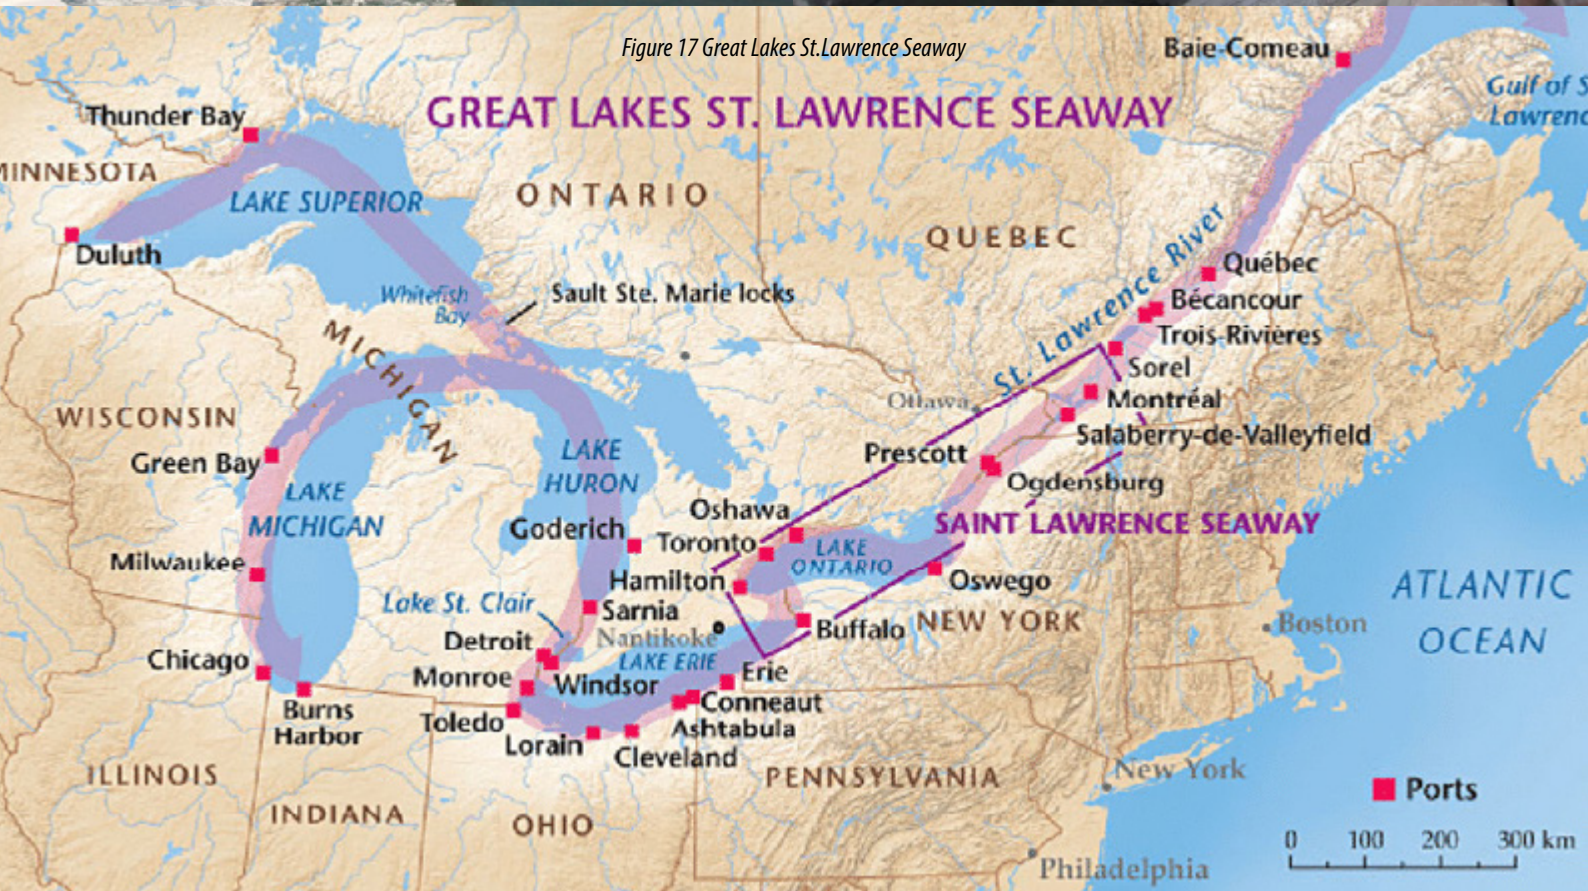 Figure 17 Great Lakes St.Lawrence Seaway
Baie-Comeau
Gulf of S
Lawrenc
GREAT LAKES ST. LAWRENCE SEAWAY
Thunder Bay
MINNESOTA
LAKE SUPERIOR
ONTARIO
QUEBEC
Duluth
Whitefish
Bay
Sault Ste. Marie locks
St. Lawrence River
Québec
Bécancour
Trois-Rivières
Sorel
Montréal
Salaberry-de-Valleyfield
MICHIGAN
WISCONSIN
Ottawa
Prescott
Ogdensburg
Green Bay
LAKE
MICHIGAN
LAKE
HURON
Oshawa
Goderich
Toronto
SAINT LAWRENCE SEAWAY
LAKE
ONTARIO
Milwaukee
Hamilton
Oswego
ATLANTIC
OCEAN
Lake St. Clair
Sarnia
Nantikoke
Buffalo
NEW YORK
Boston
Detroit
LAKE ERIE
Chicago
Monroe
Windsor
Erie
Burns
Harbor
Toledo
Conneaut
Ashtabula
Lorain
Cleveland
ILLINOIS
INDIANA
OHIO
PENNSYLVANIA
New York
Philadelphia
Ports
0 100 200 300 km